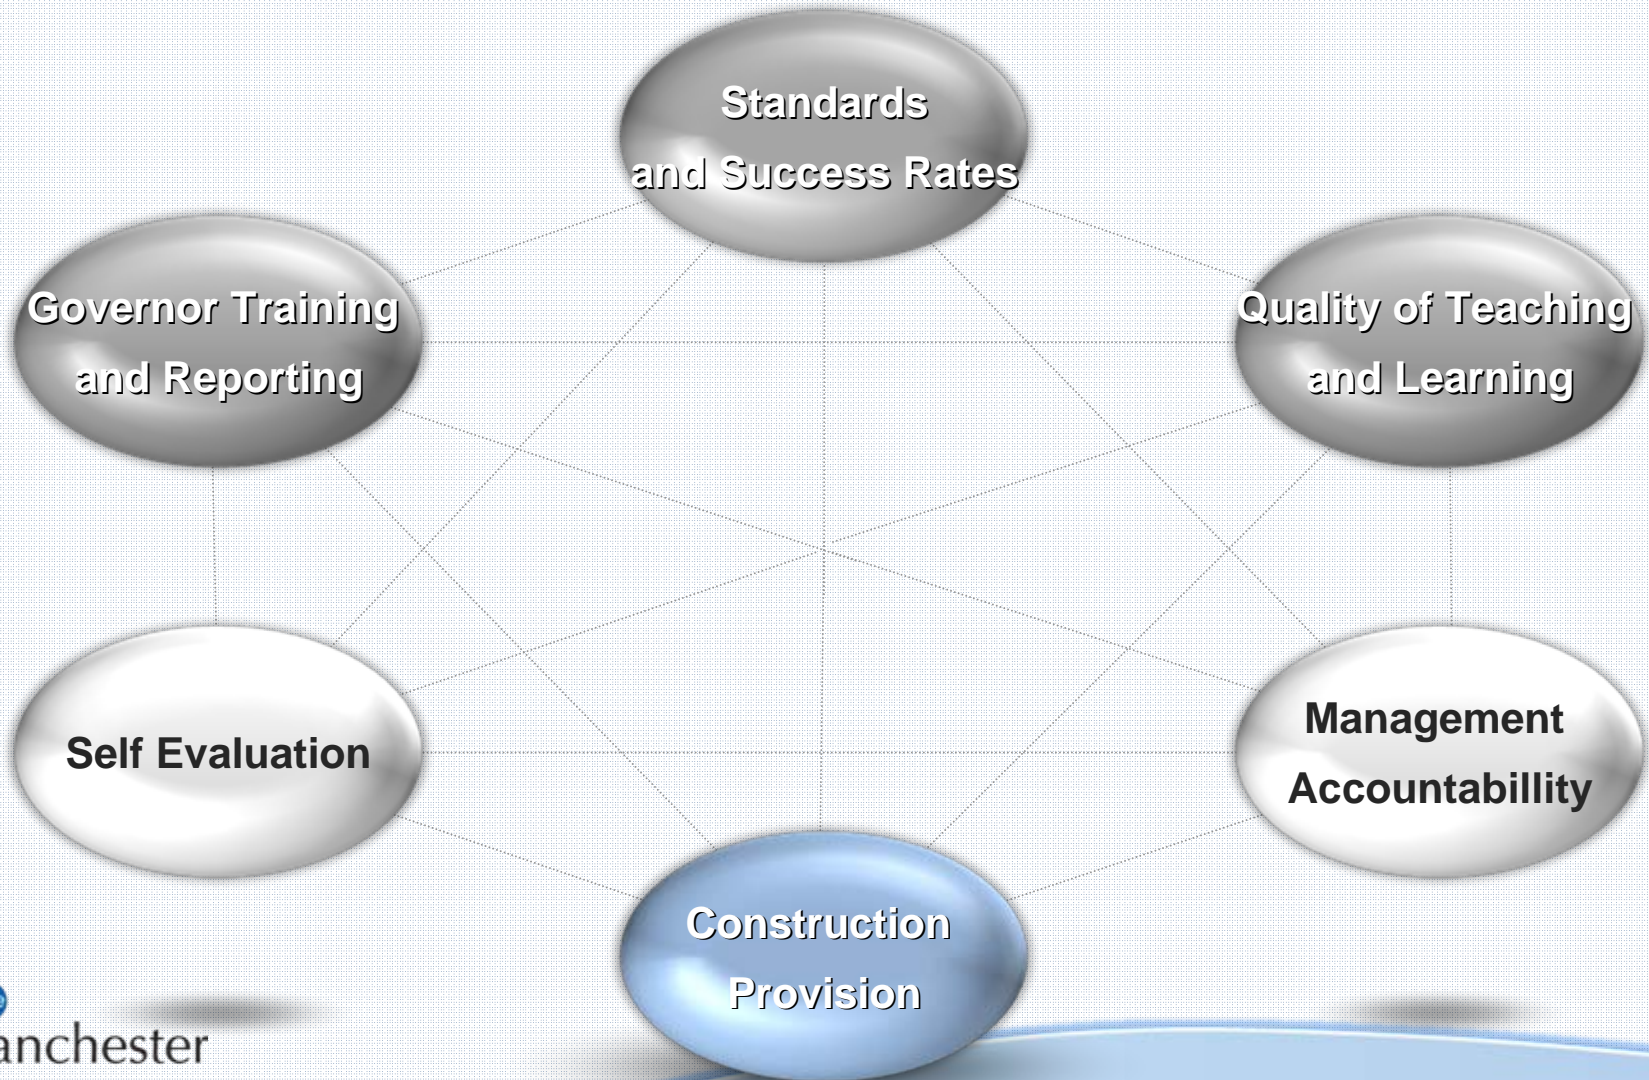 Standards
and Success Rates
Governor Training
and Reporting
Quality of Teaching
and Learning
Self Evaluation
Management
Accountabillity
Construction
Provision
anchester